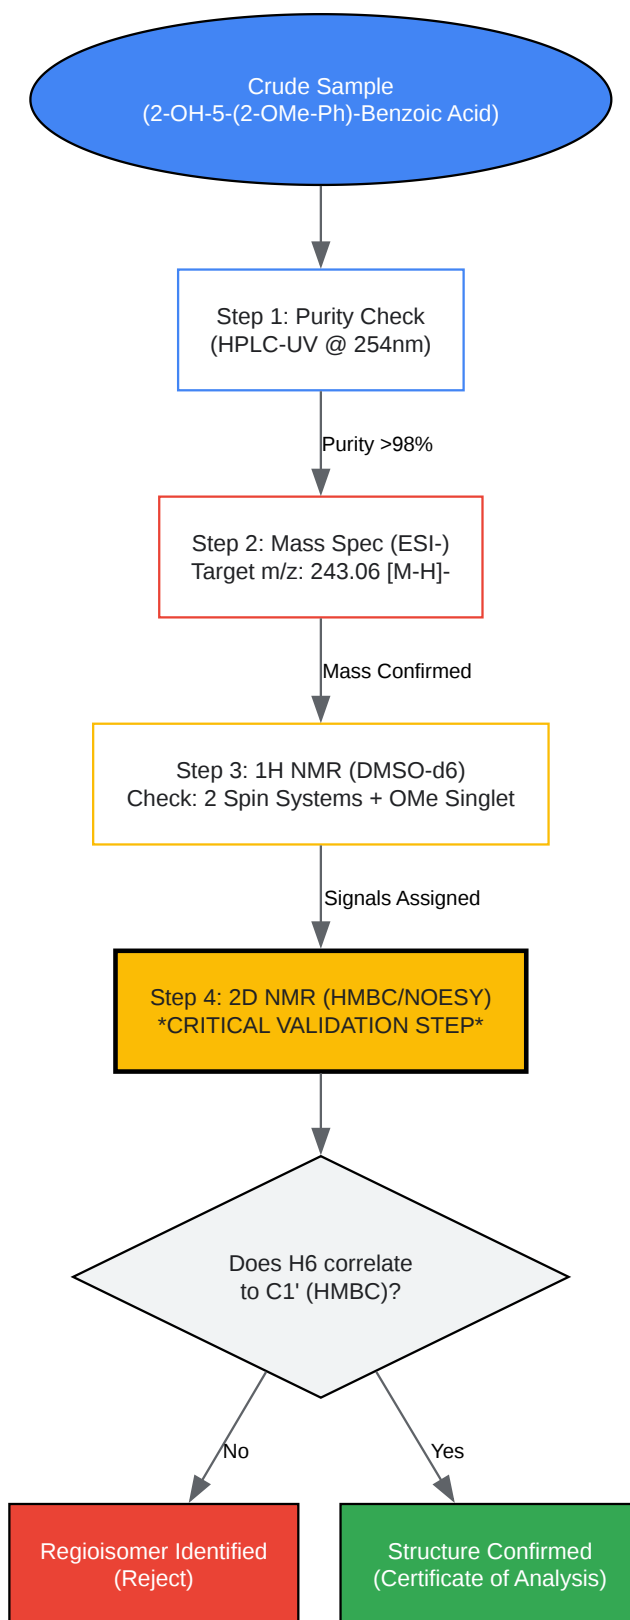 Crude Sample
(2-OH-5-(2-OMe-Ph)-Benzoic Acid)
Step 1: Purity Check
(HPLC-UV @ 254nm)
Purity >98%
Step 2: Mass Spec (ESI-)
Target m/z: 243.06 [M-H]-
Mass Confirmed
Step 3: 1H NMR (DMSO-d6)
Check: 2 Spin Systems + OMe Singlet
Signals Assigned
Step 4: 2D NMR (HMBC/NOESY)
*CRITICAL VALIDATION STEP*
Does H6 correlate
to C1' (HMBC)?
No
Yes
Regioisomer Identified
(Reject)
Structure Confirmed
(Certificate of Analysis)